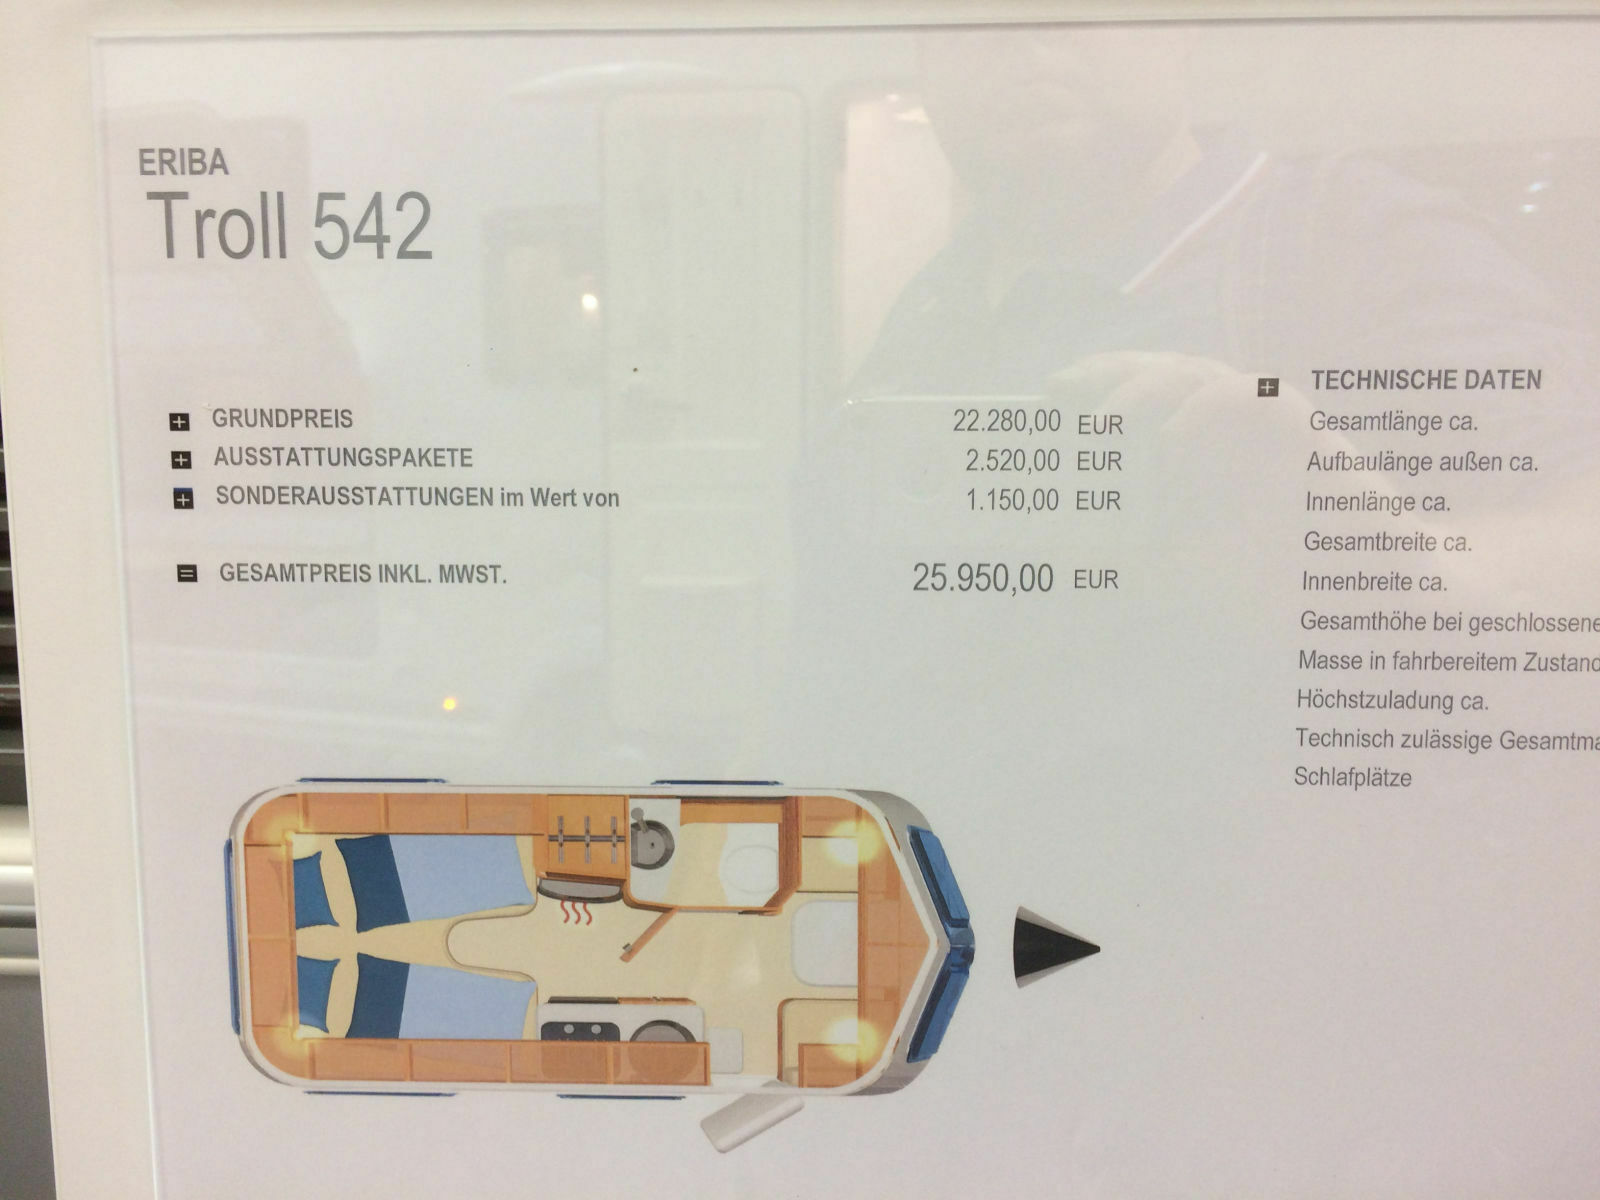 ERIBA
Troll 542
GRUNDPREIS 22.280,00 EUR
AUSSTATTUNGSPAKETE 2.520,00 EUR
SONDERAUSSTATTUNGEN im Wert von 1.150,00 EUR
GESAMTPREIS INKL. MWST. 25.950,00 EUR
TECHNISCHE DATEN
Gesamtlänge ca.
Aufbaulänge außen ca.
Innenlänge ca.
Gesamtbreite ca.
Innenbreite ca.
Gesamthöhe bei geschlossene
Masse in fahrbereitem Zustand
Höchstzuladung ca.
Technisch zulässige Gesamtma
Schlafplätze